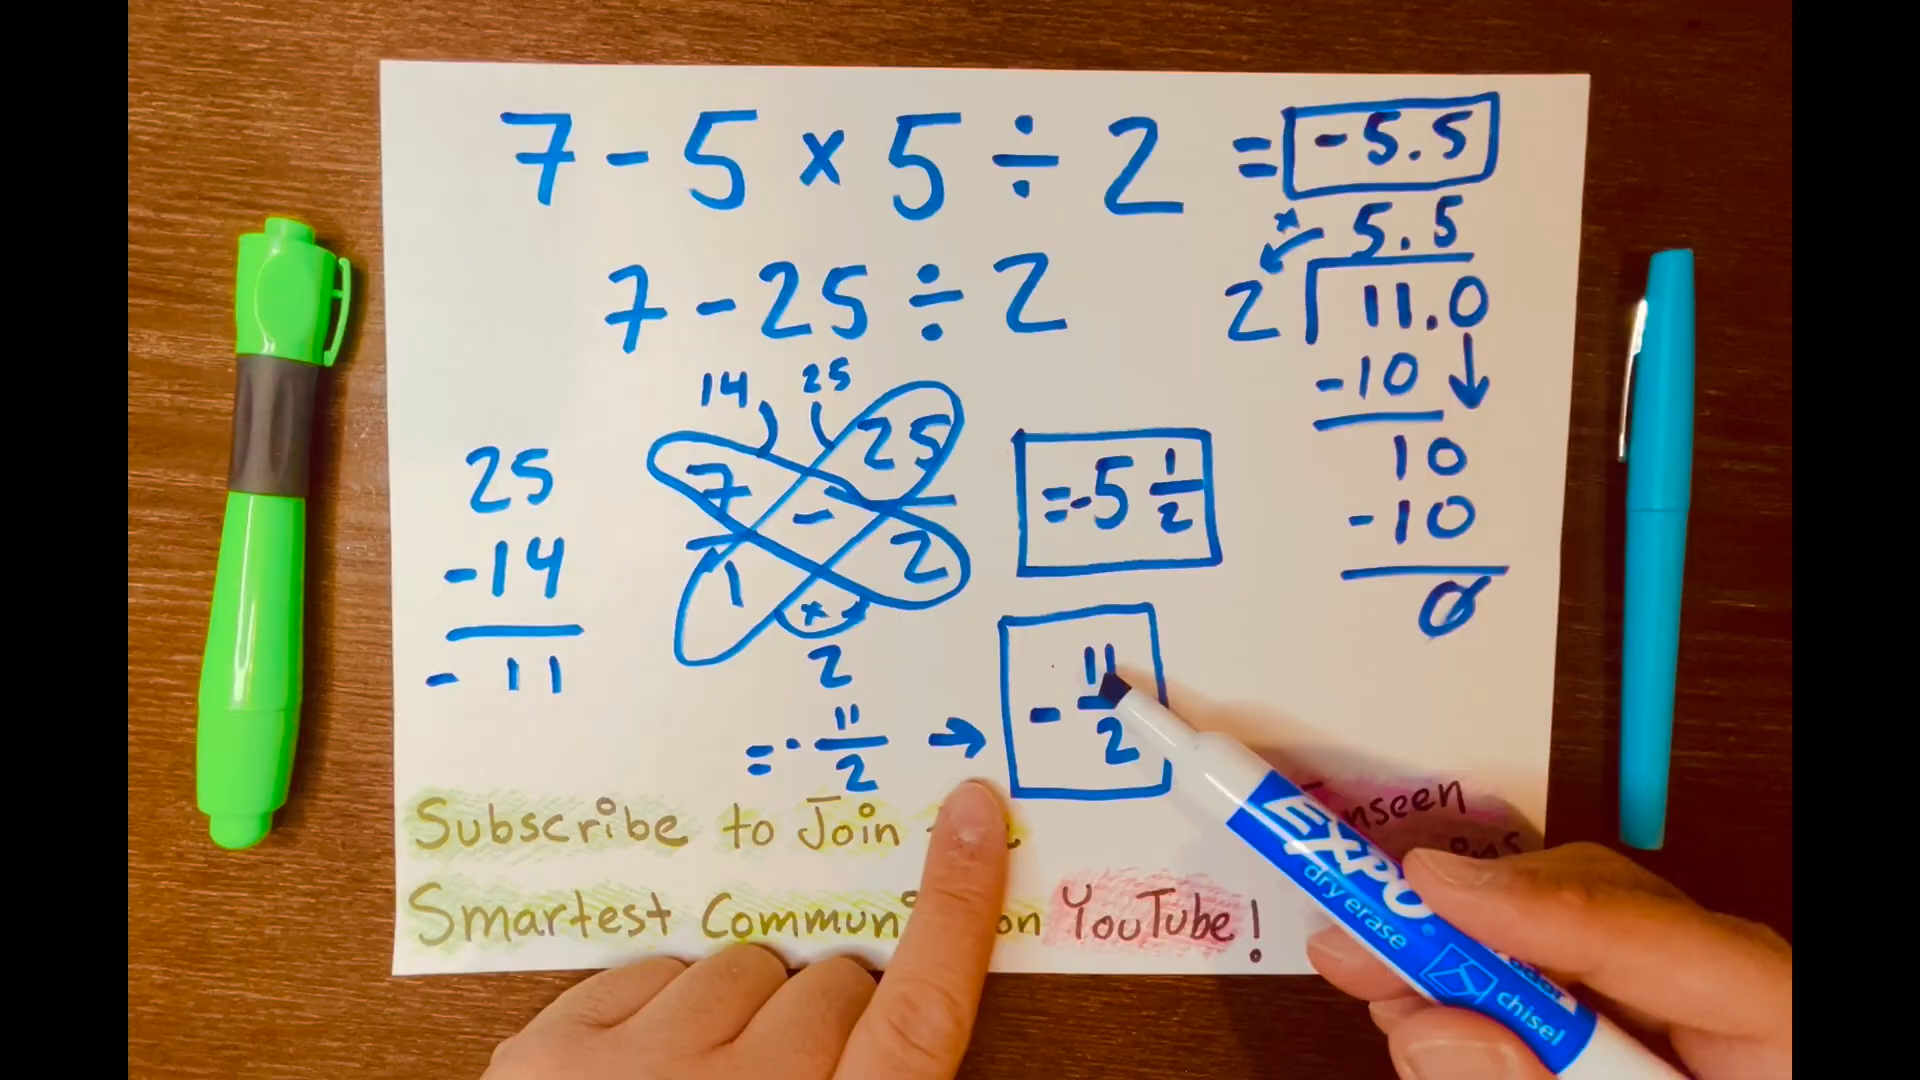 7 - 5 × 5 ÷ 2 = -5.5
7 - 25 ÷ 2
5.5
2 11.0
-10
10
-10
0
14 25
7 - 25
1 2
×
2
25
-14
- 11
= -5 1/2
= - 11/2 → - 11/2
×
Subscribe to Join
Smartest Commun on YouTube!
nseen
EXPO
dry erase
chisel